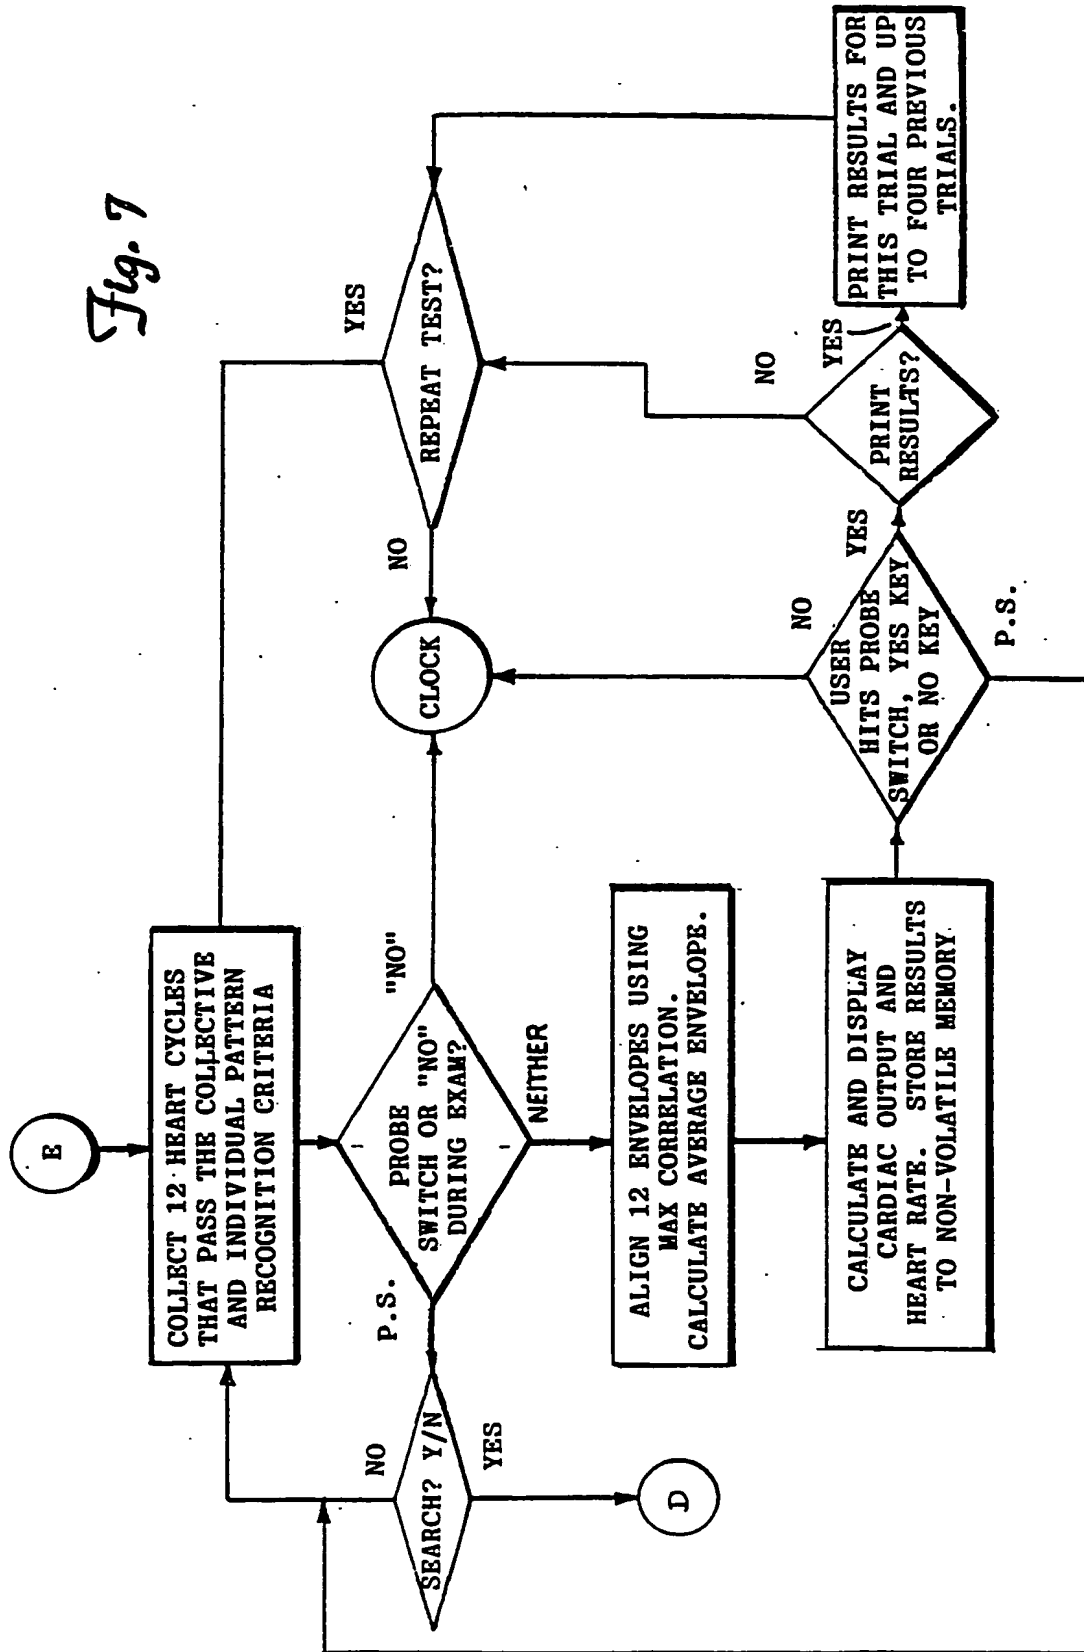 Fig. 7
E
COLLECT 12 HEART CYCLES
THAT PASS THE COLLECTIVE
AND INDIVIDUAL PATTERN
RECOGNITION CRITERIA
PROBE
SWITCH OR "NO"
DURING EXAM?
"NO"
P.S.
NEITHER
SEARCH? Y/N
NO
YES
D
CLOCK
NO
REPEAT TEST?
YES
ALIGN 12 ENVELOPES USING
MAX CORRELATION.
CALCULATE AVERAGE ENVELOPE.
CALCULATE AND DISPLAY
CARDIAC OUTPUT AND
HEART RATE. STORE RESULTS
TO NON-VOLATILE MEMORY
USER
HITS PROBE
SWITCH, YES KEY
OR NO KEY
NO
YES
P.S.
PRINT
RESULTS?
NO
YES
PRINT RESULTS FOR
THIS TRIAL AND UP
TO FOUR PREVIOUS
TRIALS.